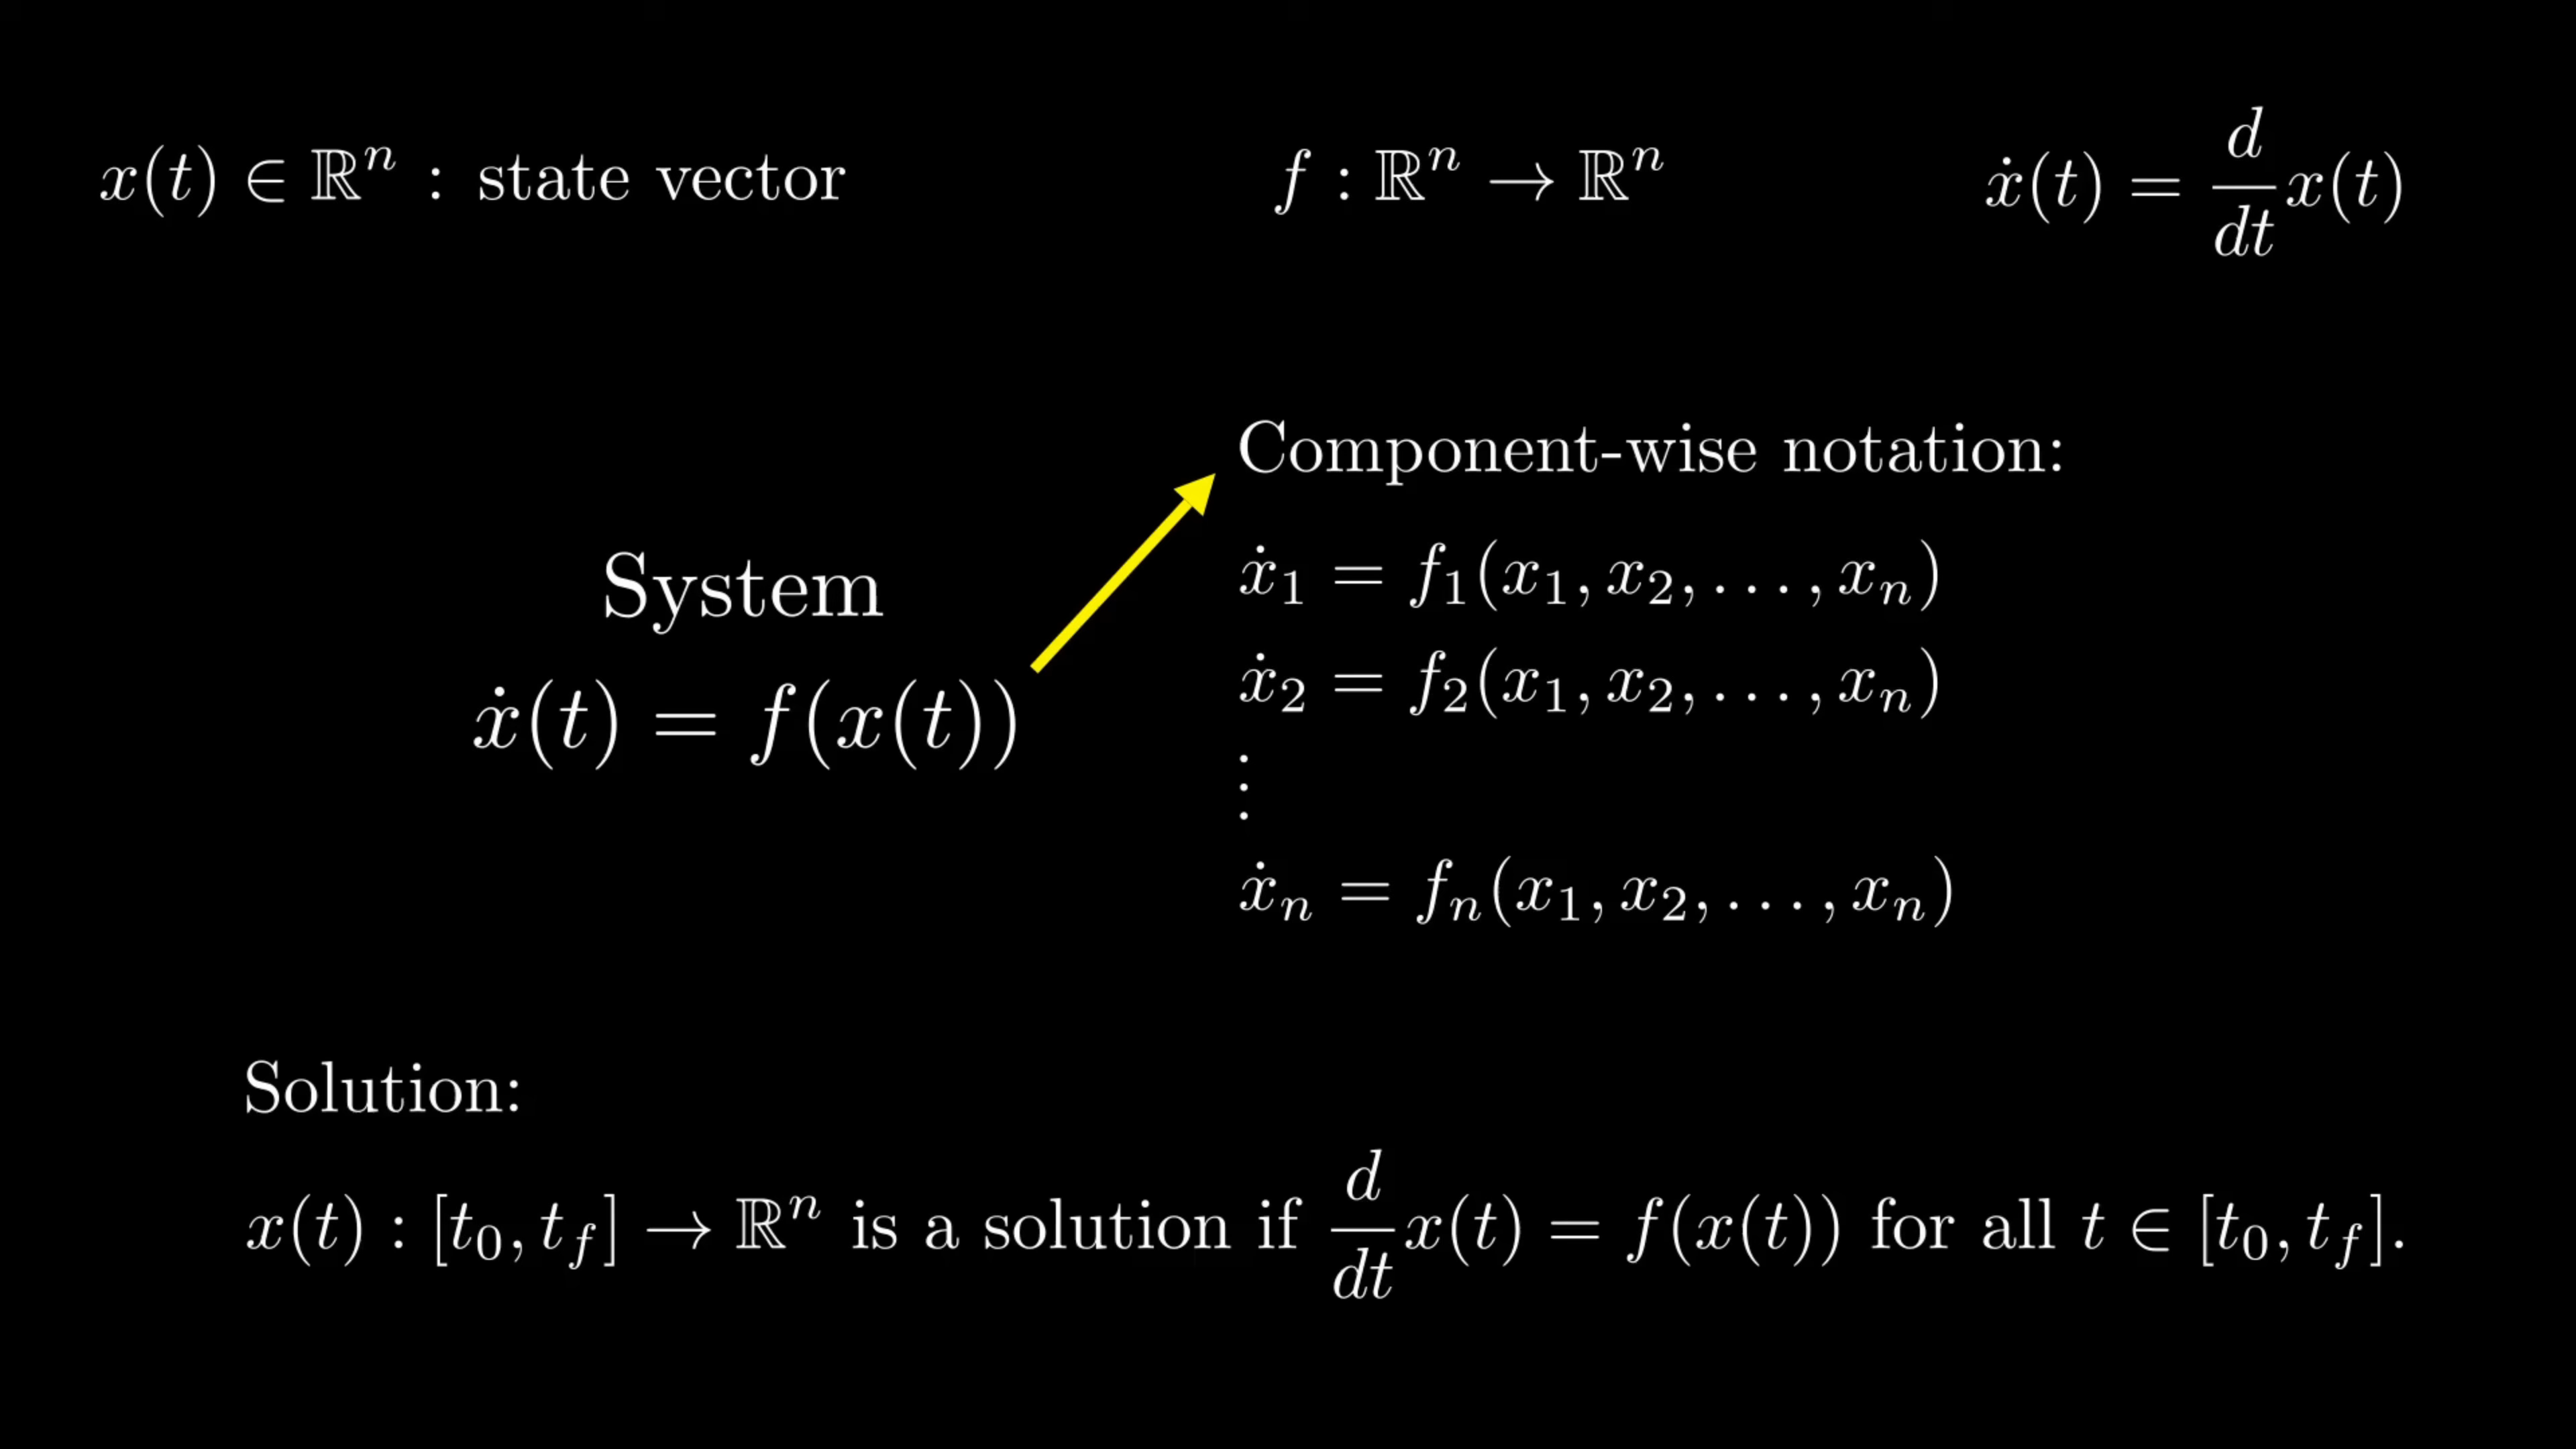 x(t) ∈ ℝⁿ : state vector
f : ℝⁿ → ℝⁿ
ẋ(t) = d/dt x(t)
System
ẋ(t) = f(x(t))
Component-wise notation:
ẋ₁ = f₁(x₁, x₂, . . . , xₙ)
ẋ₂ = f₂(x₁, x₂, . . . , xₙ)
⋮
ẋₙ = fₙ(x₁, x₂, . . . , xₙ)
Solution:
x(t) : [t₀, t_f] → ℝⁿ is a solution if d/dt x(t) = f(x(t)) for all t ∈ [t₀, t_f].